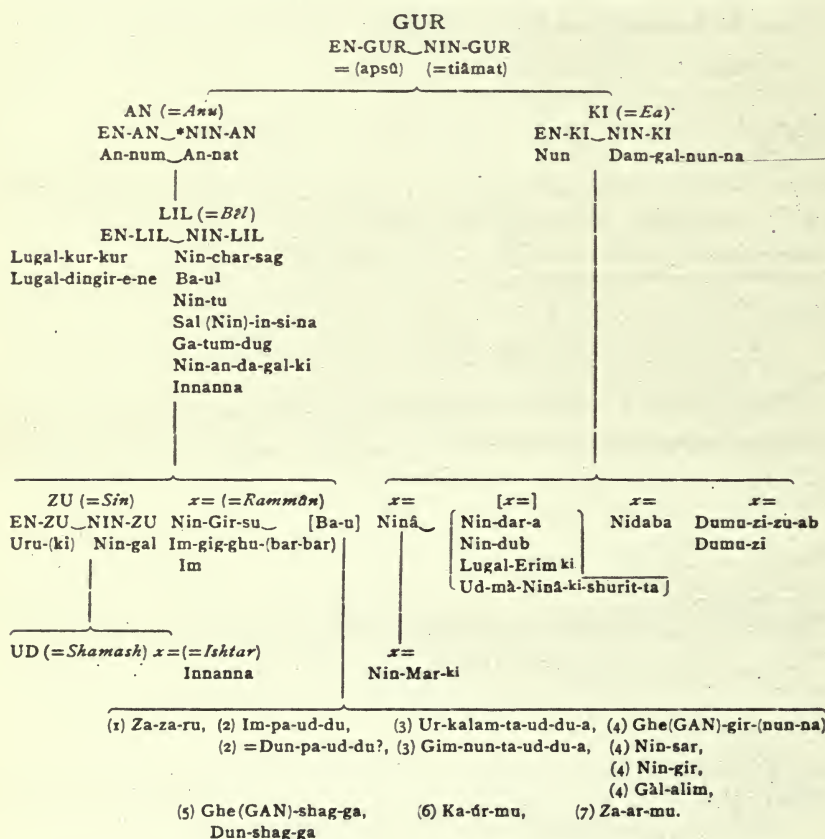 GUR
EN-GUR‿NIN-GUR
= (apsû) (=tiâmat)
AN (=Anu) KI (=Ea)
EN-AN‿*NIN-AN EN-KI‿NIN-KI
An-num‿An-nat Nun Dam-gal-nun-na
LIL (=Bêl)
EN-LIL‿NIN-LIL
Lugal-kur-kur Nin-char-sag
Lugal-dingir-e-ne Ba-u¹
Nin-tu
Sal (Nin)-in-si-na
Ga-tum-dug
Nin-an-da-gal-ki
Innanna
ZU (=Sin) x= (=Rammân) x= [x=] x= x=
EN-ZU‿NIN-ZU Nin-Gir-su‿ [Ba-u] Ninâ‿ Nin-dar-a Nidaba Dumu-zi-zu-ab
Uru-(ki) Nin-gal Im-gig-ghu-(bar-bar) Nin-dub Dumu-zi
Im Lugal-Erim ki
Ud-mà-Ninâ-ki-shurit-ta
UD (=Shamash) x=(=Ishtar) x=
Innanna Nin-Mar-ki
(1) Za-za-ru, (2) Im-pa-ud-du, (3) Ur-kalam-ta-ud-du-a, (4) Ghe(GAN)-gir-(nun-na)
(2) =Dun-pa-ud-du?, (3) Gim-nun-ta-ud-du-a, (4) Nin-sar,
(4) Nin-gir,
(4) Gàl-alim,
(5) Ghe(GAN)-shag-ga, (6) Ka-úr-mu, (7) Za-ar-mu.
Dun-shag-ga